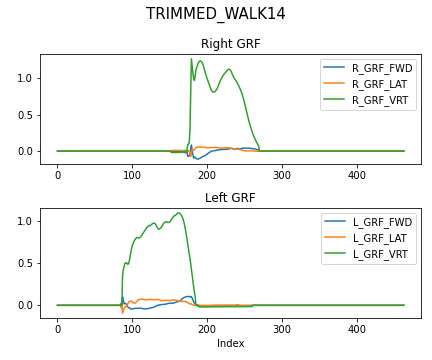 TRIMMED_WALK14
Right GRF
R_GRF_FWD
R_GRF_LAT
R_GRF_VRT
1.0
0.5
0.0
0 100 200 300 400
Left GRF
L_GRF_FWD
L_GRF_LAT
L_GRF_VRT
1.0
0.5
0.0
0 100 200 300 400
Index